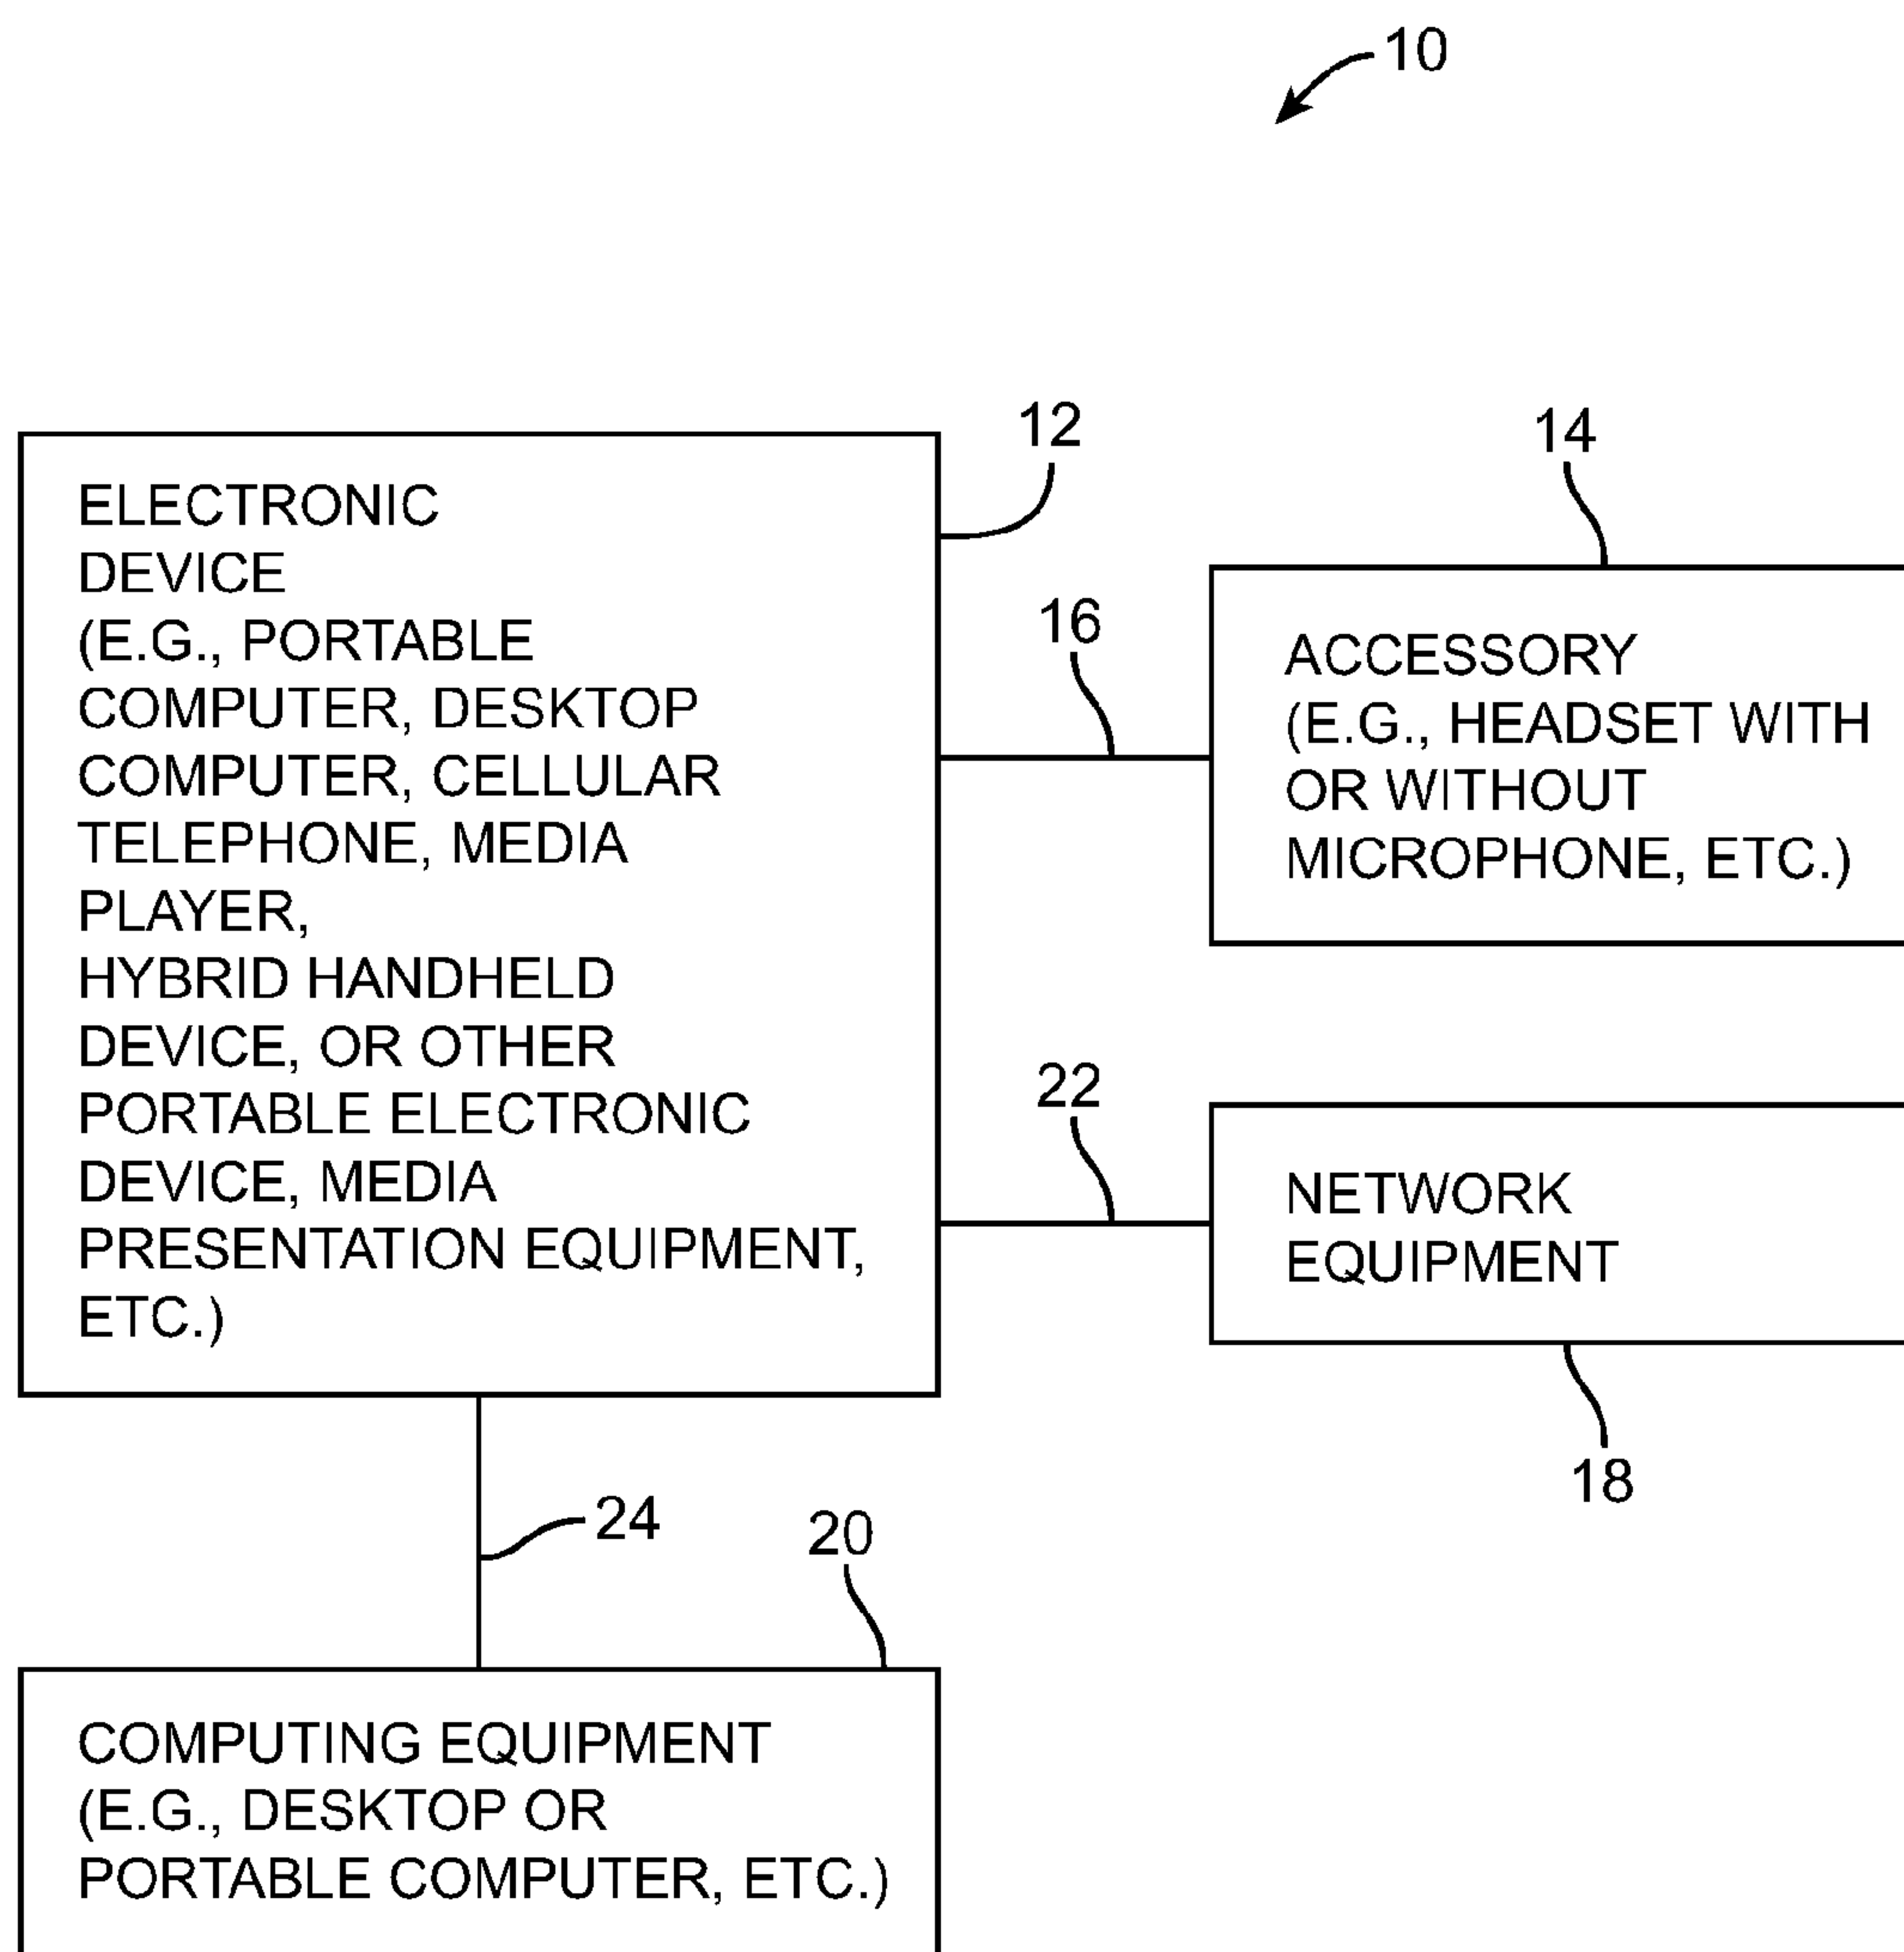 10
12
ELECTRONIC
DEVICE
(E.G., PORTABLE
COMPUTER, DESKTOP
COMPUTER, CELLULAR
TELEPHONE, MEDIA
PLAYER,
HYBRID HANDHELD
DEVICE, OR OTHER
PORTABLE ELECTRONIC
DEVICE, MEDIA
PRESENTATION EQUIPMENT,
ETC.)
14
16
ACCESSORY
(E.G., HEADSET WITH
OR WITHOUT
MICROPHONE, ETC.)
22
NETWORK
EQUIPMENT
18
24
20
COMPUTING EQUIPMENT
(E.G., DESKTOP OR
PORTABLE COMPUTER, ETC.)